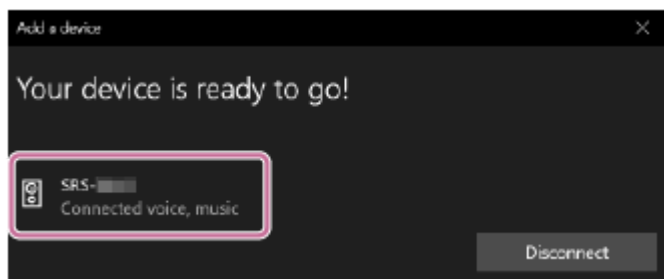 Add a device
Your device is ready to go!
SRS-
Connected voice, music
Disconnect